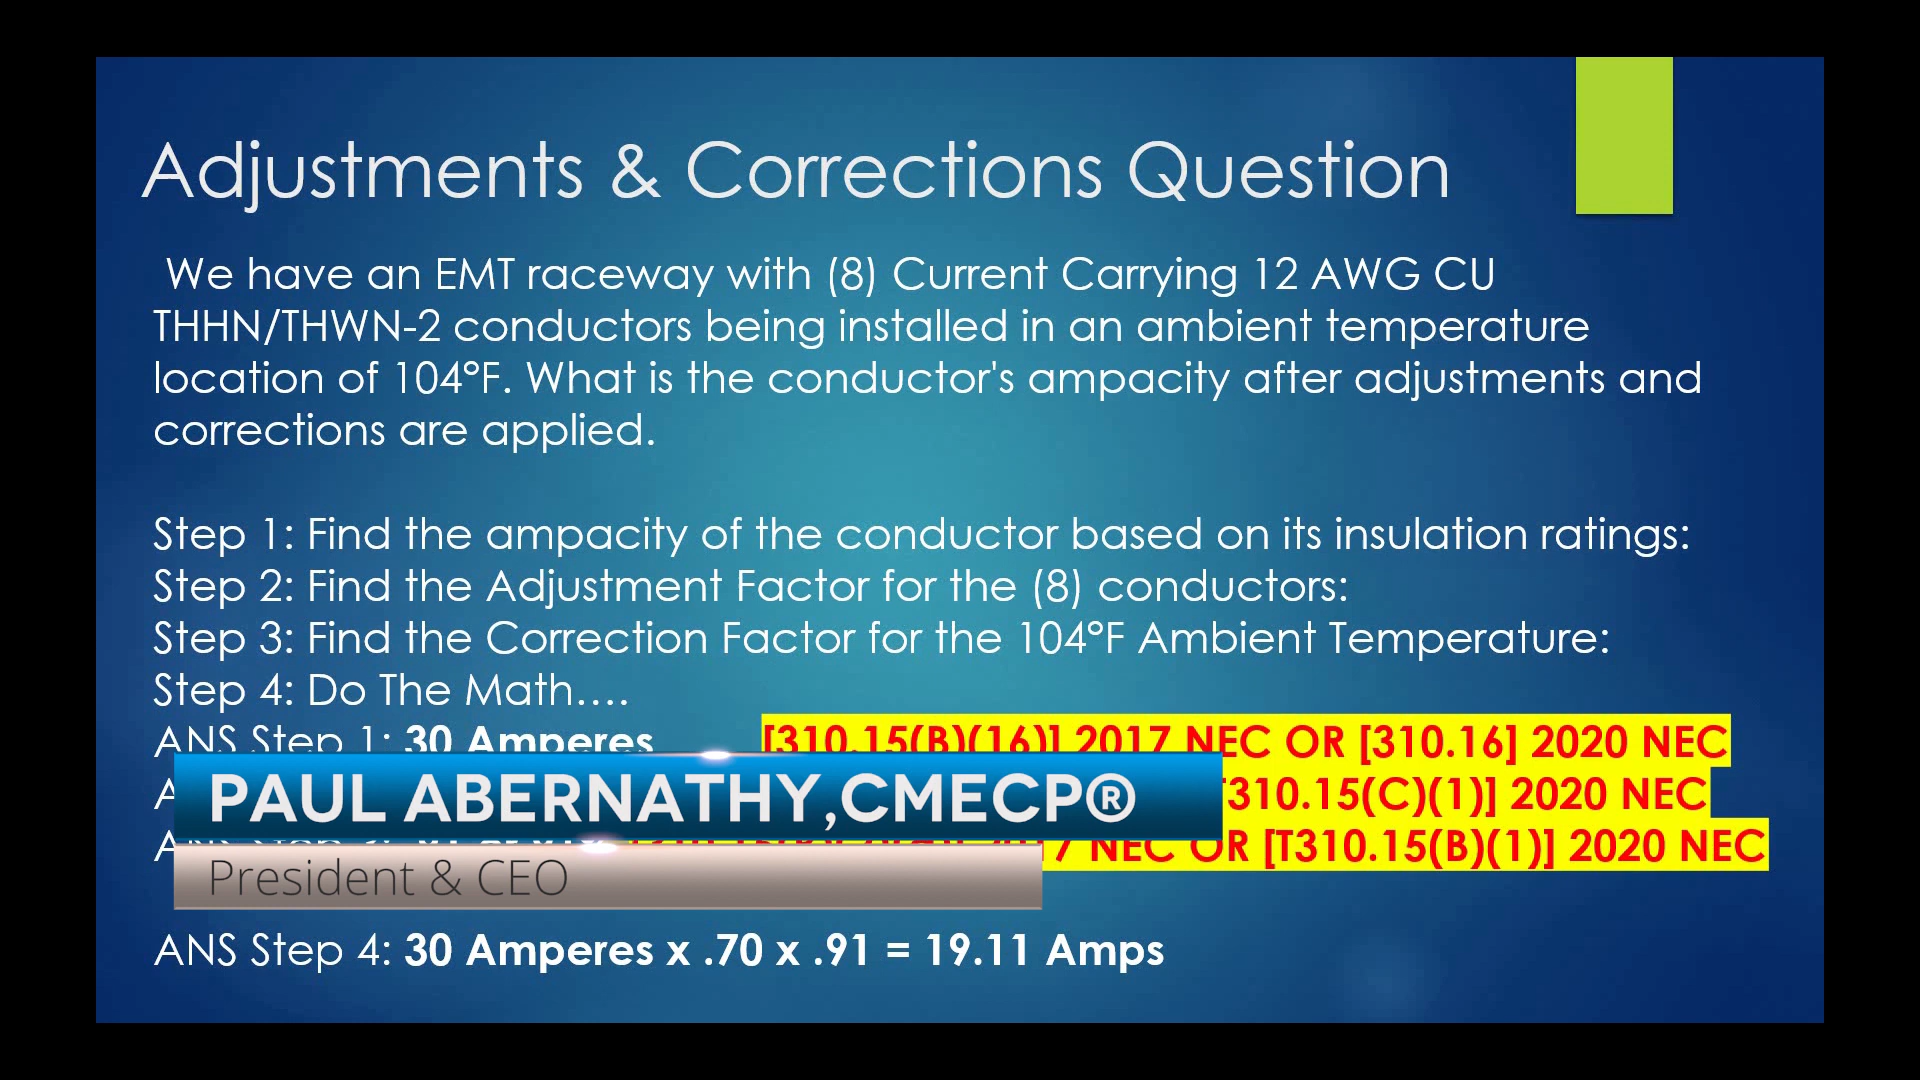 Adjustments & Corrections Question
We have an EMT raceway with (8) Current Carrying 12 AWG CU
THHN/THWN-2 conductors being installed in an ambient temperature
location of 104°F. What is the conductor's ampacity after adjustments and
corrections are applied.
Step 1: Find the ampacity of the conductor based on its insulation ratings:
Step 2: Find the Adjustment Factor for the (8) conductors:
Step 3: Find the Correction Factor for the 104°F Ambient Temperature:
Step 4: Do The Math....
ANS Step 1: 30 Amperes [310.15(B)(16)] 2017 NEC OR [310.16] 2020 NEC
T310.15(C)(1)] 2020 NEC
PAUL ABERNATHY,CMECP®
NEC OR [T310.15(B)(1)] 2020 NEC
President & CEO
ANS Step 4: 30 Amperes x .70 x .91 = 19.11 Amps